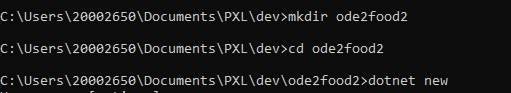 C:\Users\20002650\Documents\PXL\dev>mkdir ode2food2
C:\Users\20002650\Documents\PXL\dev>cd ode2food2
C:\Users\20002650\Documents\PXL\dev\ode2food2>dotnet new